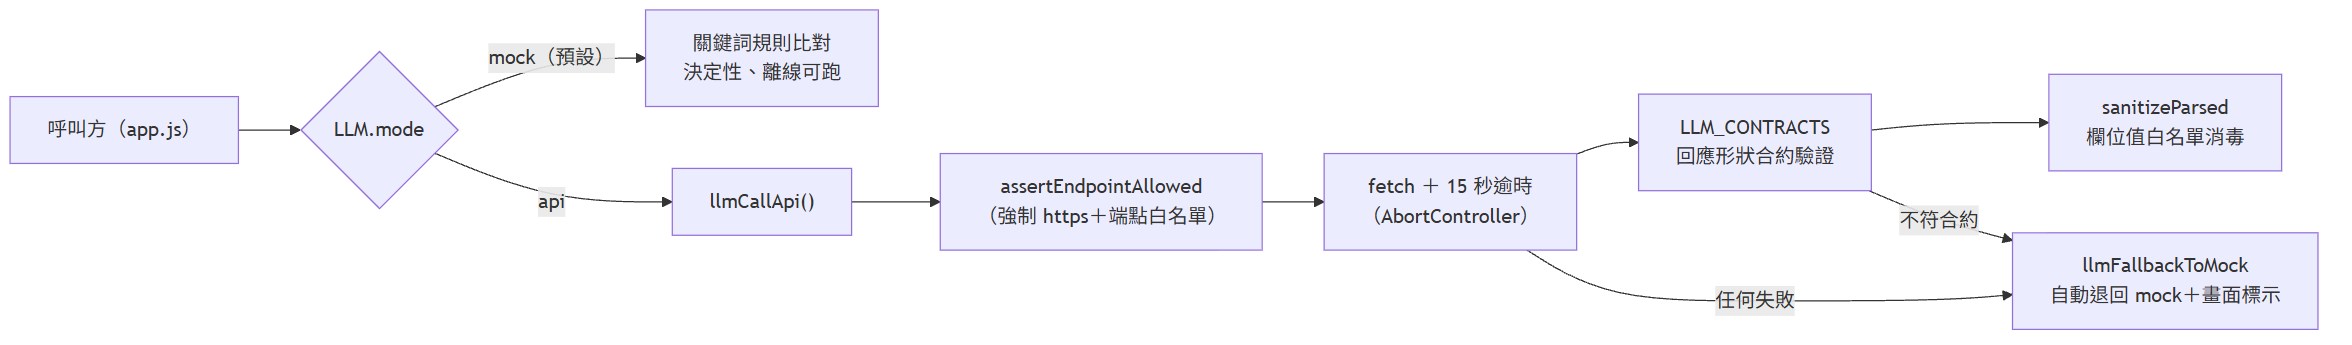 呼叫方（app.js）
LLM.mode
mock（預設）
關鍵詞規則比對
決定性、離線可跑
api
llmCallApi()
assertEndpointAllowed
（強制 https＋端點白名單）
fetch ＋ 15 秒逾時
（AbortController）
LLM_CONTRACTS
回應形狀合約驗證
sanitizeParsed
欄位值白名單消毒
不符合約
任何失敗
llmFallbackToMock
自動退回 mock＋畫面標示